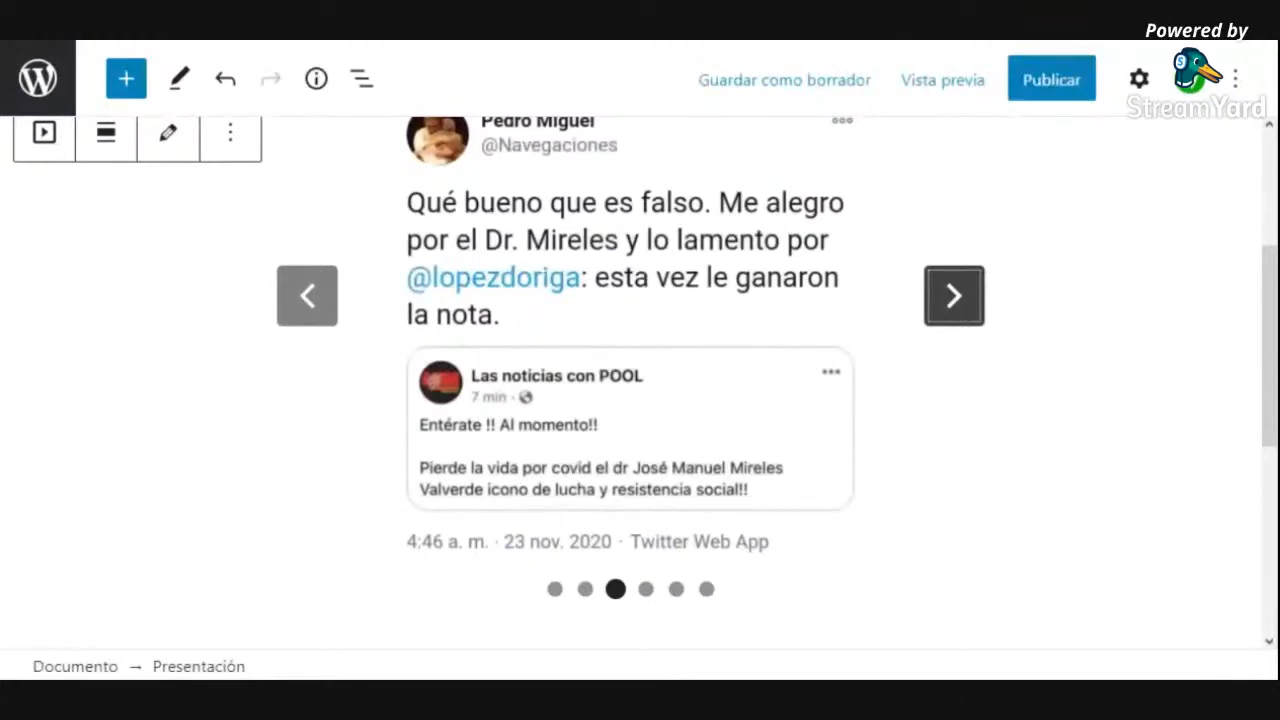 Powered by
StreamYard
Guardar como borrador
Vista previa
Publicar
Pedro Miguel
@Navegaciones
Qué bueno que es falso. Me alegro
por el Dr. Mireles y lo lamento por
@lopezdoriga: esta vez le ganaron
la nota.
Las noticias con POOL
7 min ·
Entérate !! Al momento!!
Pierde la vida por covid el dr José Manuel Mireles
Valverde icono de lucha y resistencia social!!
4:46 a. m. · 23 nov. 2020 · Twitter Web App
Documento → Presentación